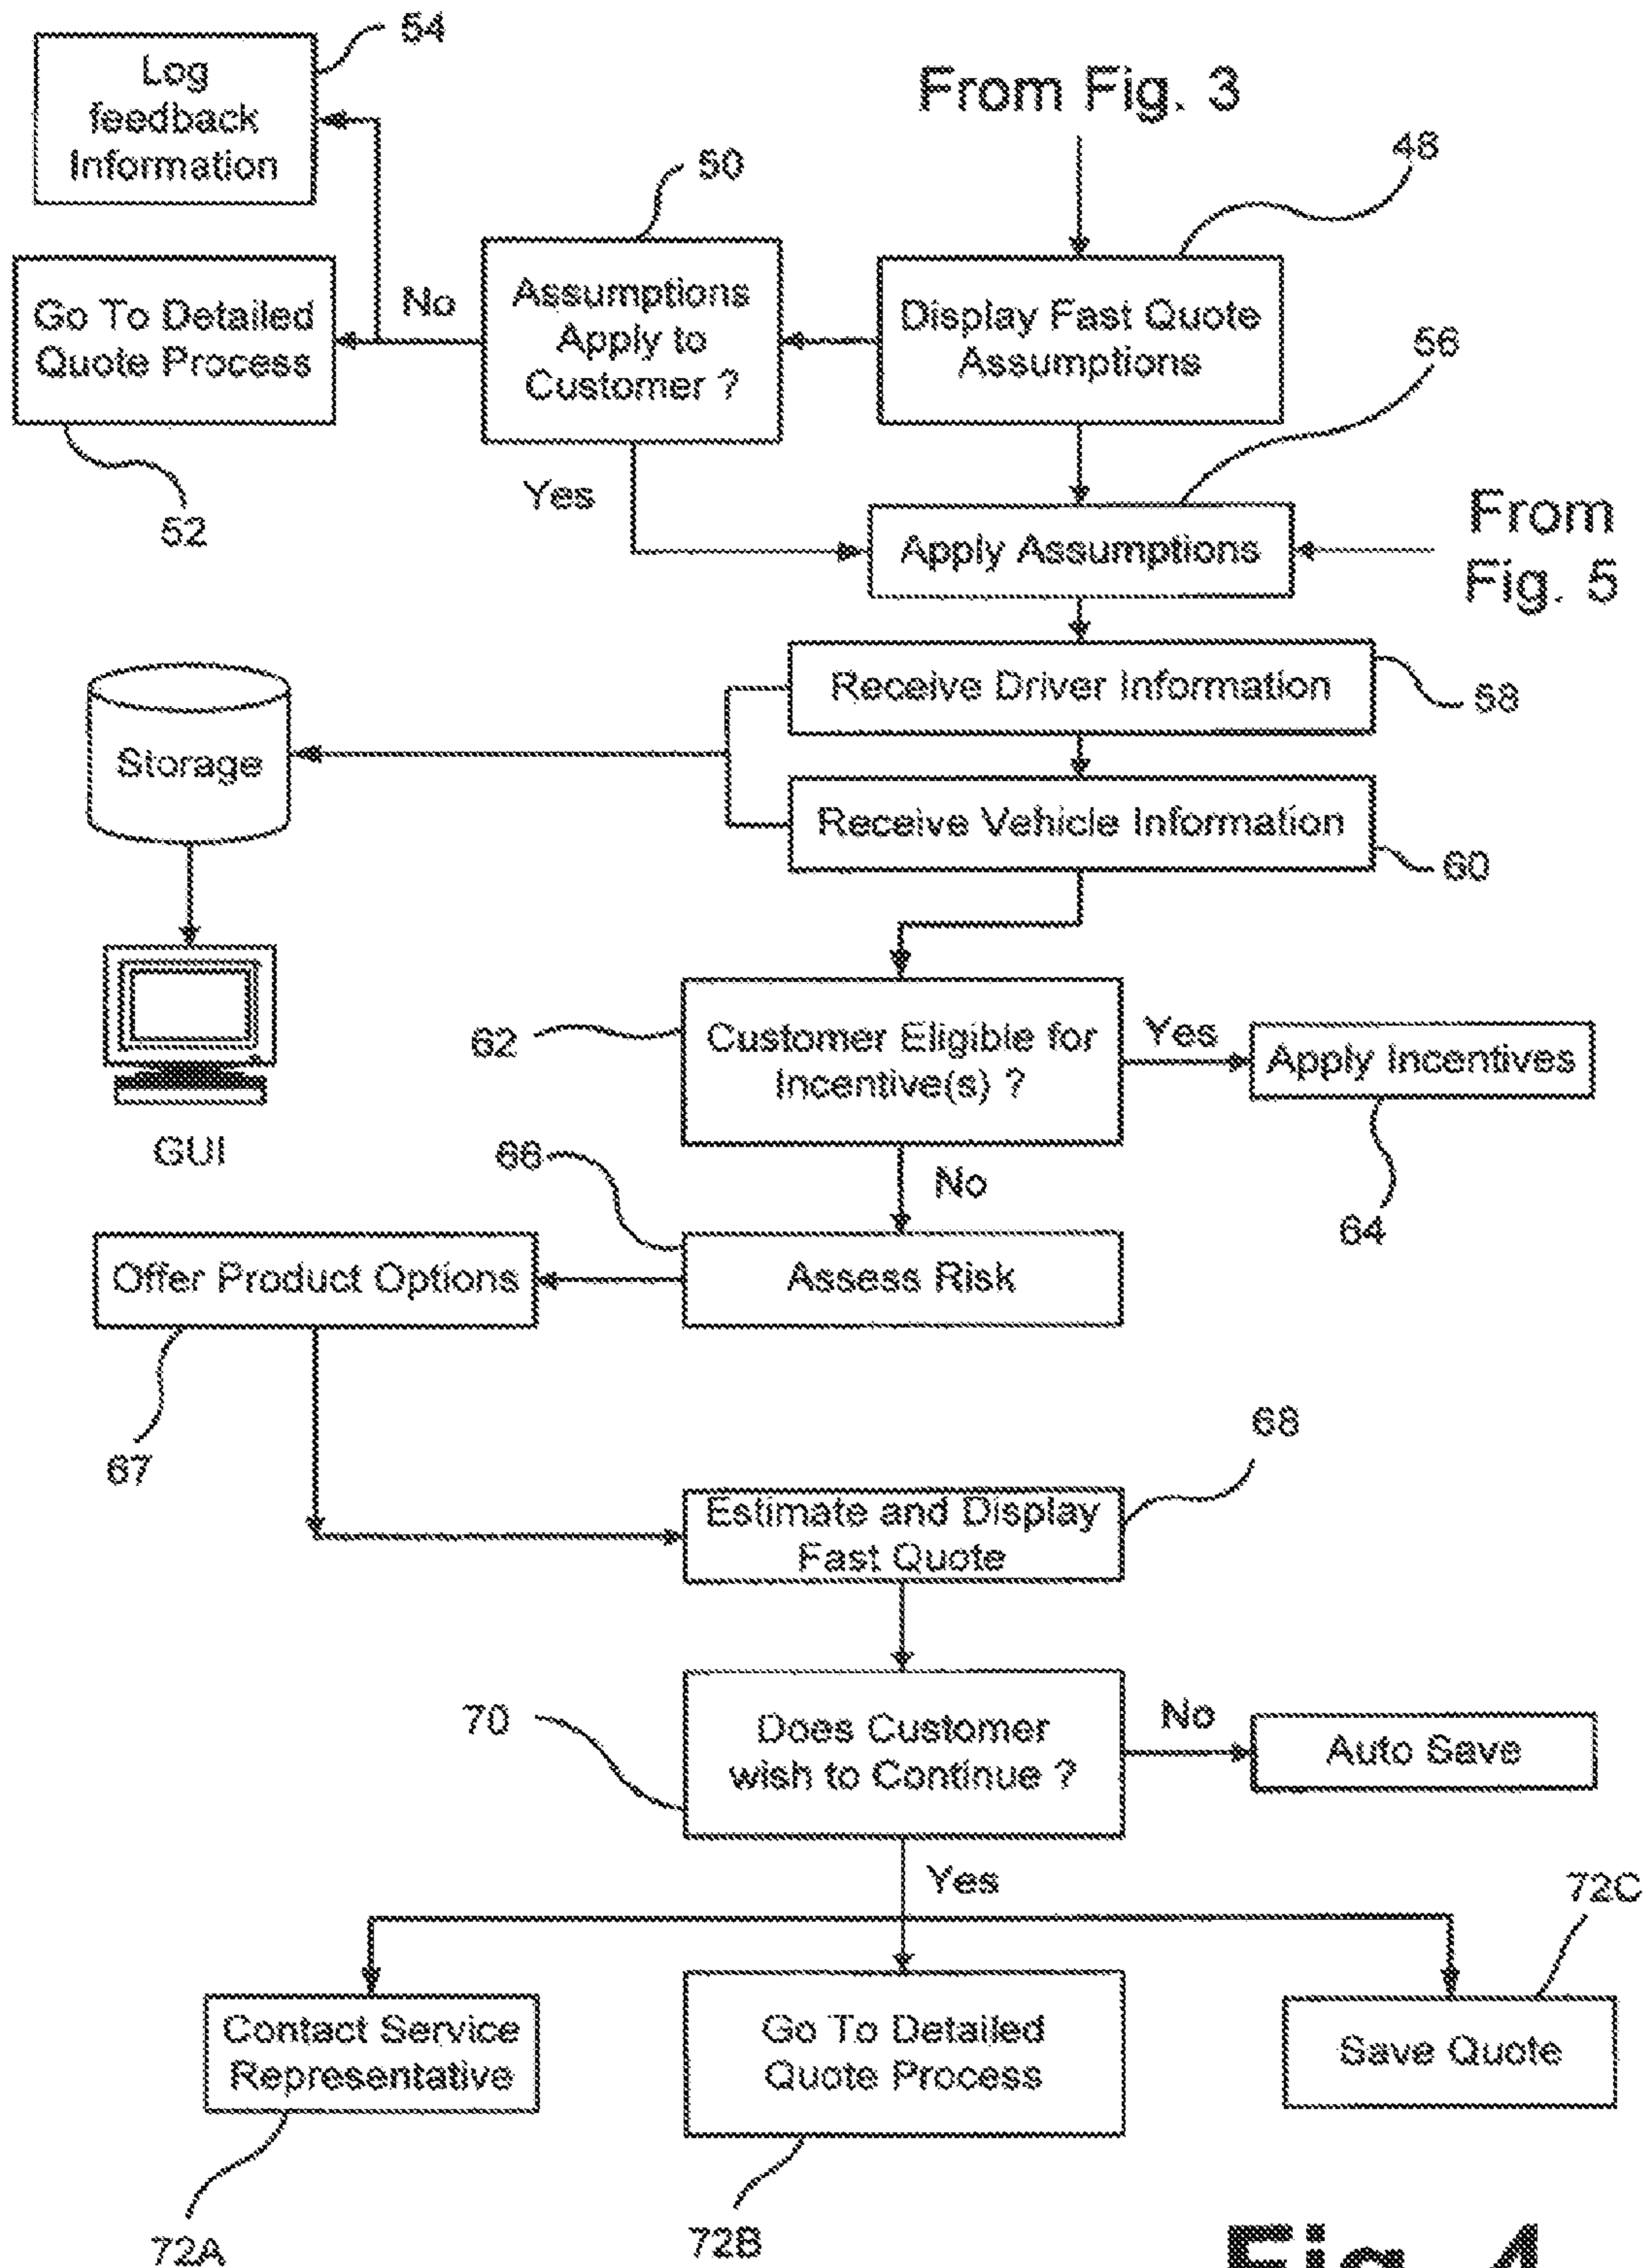 54
Log
feedback
Information
From Fig. 3
50
48
Assumptions
Apply to
Customer ?
No
Go To Detailed
Quote Process
Display Fast Quote
Assumptions
56
52
Yes
Apply Assumptions
From
Fig. 5
Receive Driver Information
58
Storage
Receive Vehicle Information
60
62
Customer Eligible for
Incentive(s) ?
Yes
Apply Incentives
GUI
66
No
64
Offer Product Options
Assess Risk
67
68
Estimate and Display
Fast Quote
70
Does Customer
wish to Continue ?
No
Auto Save
Yes
72C
Contact Service
Representative
Go To Detailed
Quote Process
Save Quote
72A
72B
Fig. 4